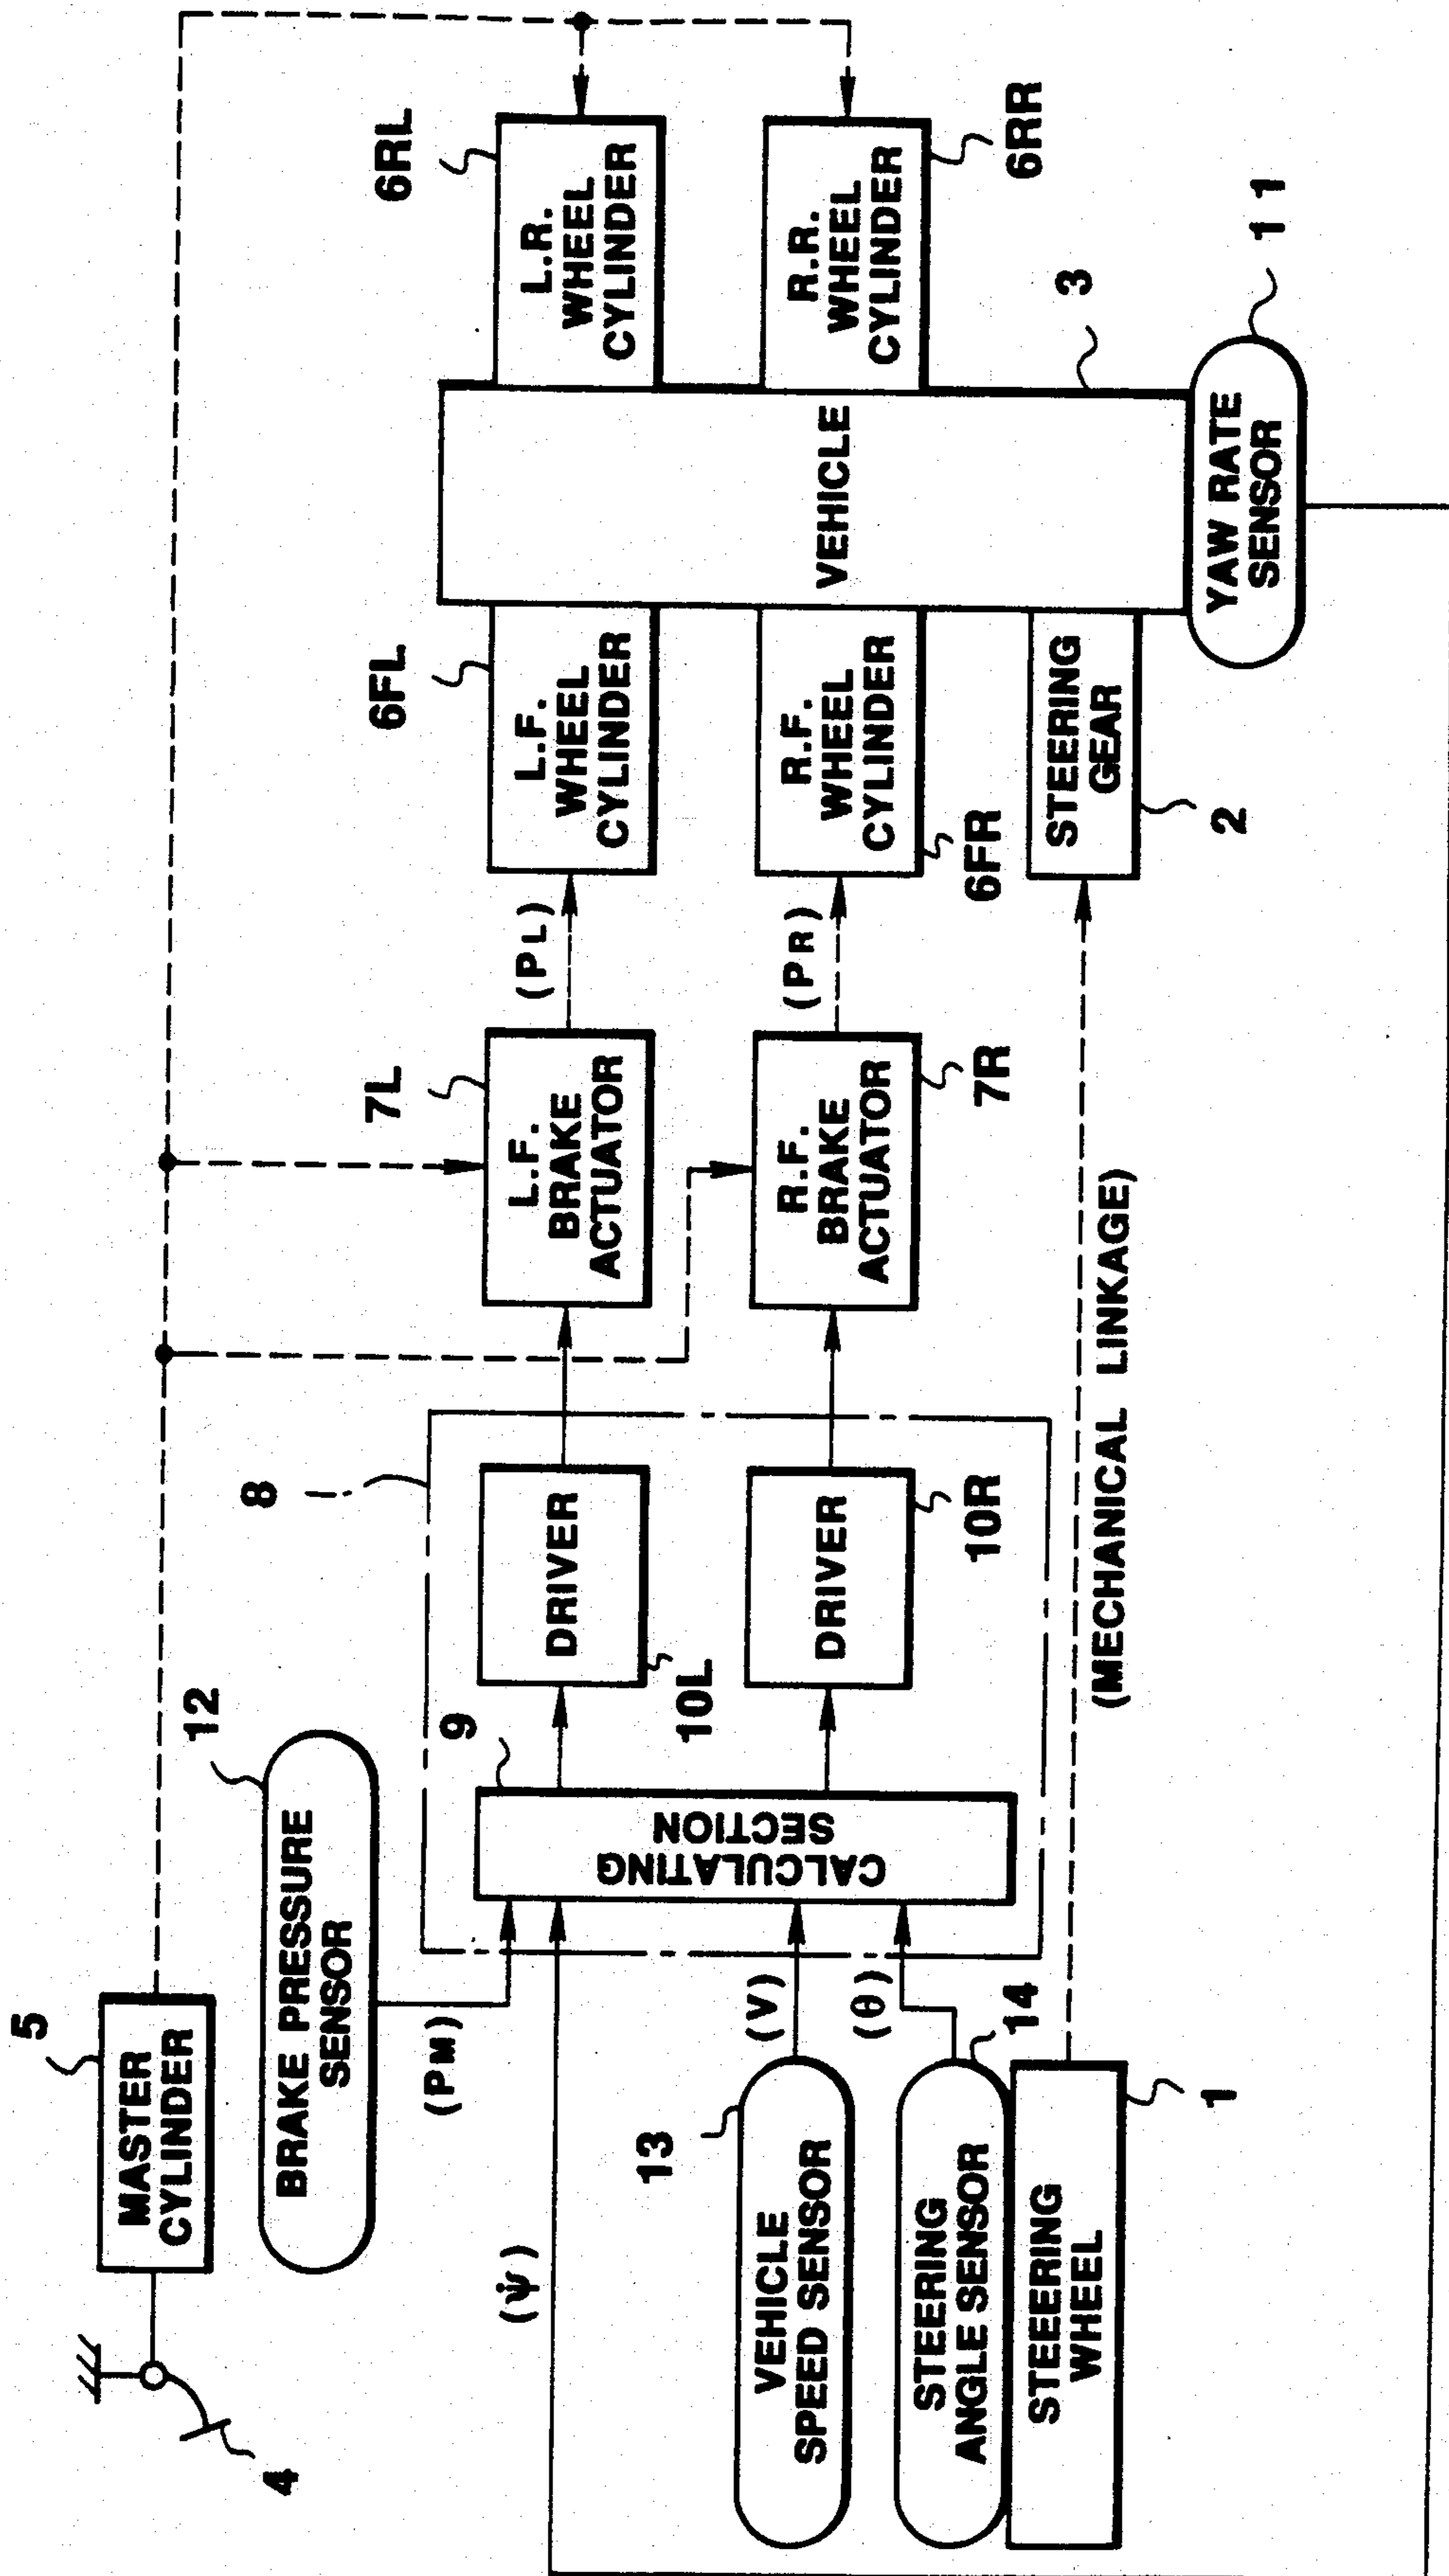 5
MASTER
CYLINDER
4
12
BRAKE PRESSURE
SENSOR
(PM)
(ψ̇)
13
VEHICLE
SPEED SENSOR
(V)
STEERING
ANGLE SENSOR
14
(θ)
STEERING
WHEEL
1
8
9
CALCULATING
SECTION
DRIVER
10L
DRIVER
10R
(MECHANICAL LINKAGE)
7L
L.F.
BRAKE
ACTUATOR
(PL)
R.F.
BRAKE
ACTUATOR
7R
(PR)
6FL
L.F.
WHEEL
CYLINDER
R.F.
WHEEL
CYLINDER
6FR
STEERING
GEAR
2
VEHICLE
3
6RL
L.R.
WHEEL
CYLINDER
R.R.
WHEEL
CYLINDER
6RR
YAW RATE
SENSOR
11